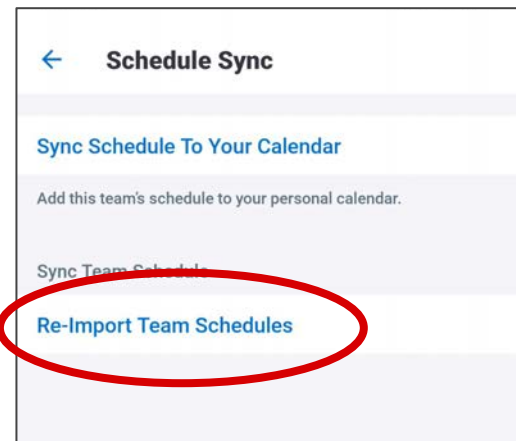 Schedule Sync
Sync Schedule To Your Calendar
Add this team's schedule to your personal calendar.
Sync Team Schedule
Re-Import Team Schedules